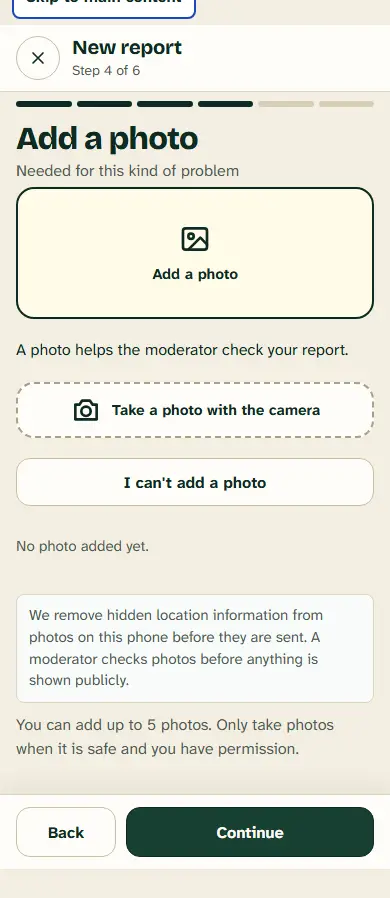 Skip to main content
New report
Step 4 of 6
Add a photo
Needed for this kind of problem
Add a photo
A photo helps the moderator check your report.
Take a photo with the camera
I can't add a photo
No photo added yet.
We remove hidden location information from
photos on this phone before they are sent. A
moderator checks photos before anything is
shown publicly.
You can add up to 5 photos. Only take photos
when it is safe and you have permission.
Back
Continue